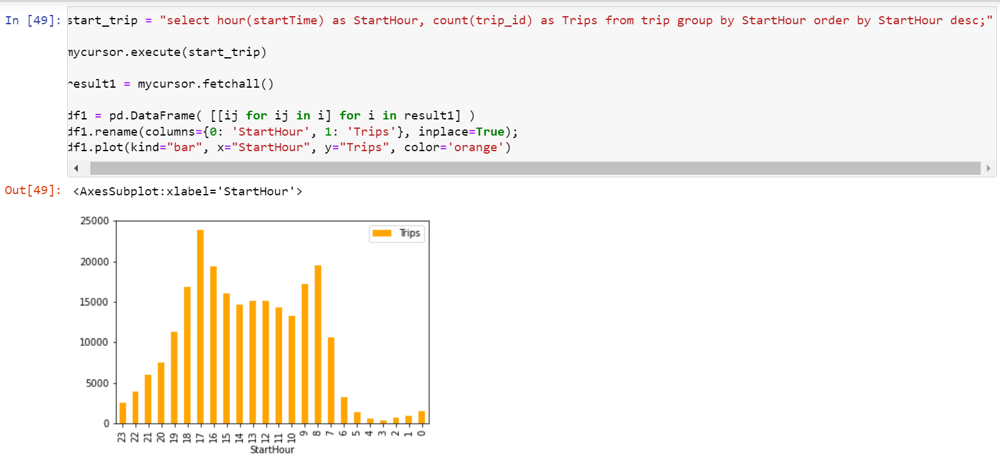 In [49]: start_trip = "select hour(startTime) as StartHour, count(trip_id) as Trips from trip group by StartHour order by StartHour desc;"
mycursor.execute(start_trip)
result1 = mycursor.fetchall()
df1 = pd.DataFrame( [[ij for ij in i] for i in result1] )
df1.rename(columns={0: 'StartHour', 1: 'Trips'}, inplace=True);
df1.plot(kind="bar", x="StartHour", y="Trips", color='orange')
Out[49]: <AxesSubplot:xlabel='StartHour'>
25000
Trips
20000
15000
10000
5000
0
23 22 21 20 19 18 17 16 15 14 13 12 11 10 9 8 7 6 5 4 3 2 1 0
StartHour